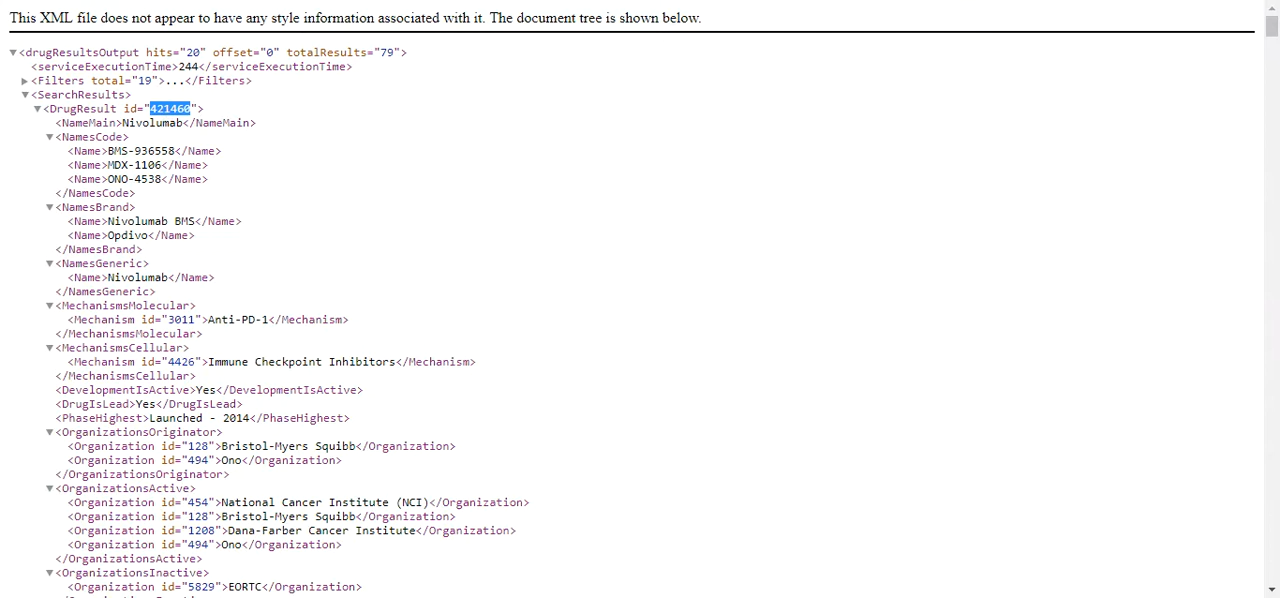 This XML file does not appear to have any style information associated with it. The document tree is shown below.
▼<drugResultsOutput hits="20" offset="0" totalResults="79">
<serviceExecutionTime>244</serviceExecutionTime>
▶<Filters total="19">...</Filters>
▼<SearchResults>
▼<DrugResult id="421460">
<NameMain>Nivolumab</NameMain>
▼<NamesCode>
<Name>BMS-936558</Name>
<Name>MDX-1106</Name>
<Name>ONO-4538</Name>
</NamesCode>
▼<NamesBrand>
<Name>Nivolumab BMS</Name>
<Name>Opdivo</Name>
</NamesBrand>
▼<NamesGeneric>
<Name>Nivolumab</Name>
</NamesGeneric>
▼<MechanismsMolecular>
<Mechanism id="3011">Anti-PD-1</Mechanism>
</MechanismsMolecular>
▼<MechanismsCellular>
<Mechanism id="4426">Immune Checkpoint Inhibitors</Mechanism>
</MechanismsCellular>
<DevelopmentIsActive>Yes</DevelopmentIsActive>
<DrugIsLead>Yes</DrugIsLead>
<PhaseHighest>Launched - 2014</PhaseHighest>
▼<OrganizationsOriginator>
<Organization id="128">Bristol-Myers Squibb</Organization>
<Organization id="494">Ono</Organization>
</OrganizationsOriginator>
▼<OrganizationsActive>
<Organization id="454">National Cancer Institute (NCI)</Organization>
<Organization id="128">Bristol-Myers Squibb</Organization>
<Organization id="1208">Dana-Farber Cancer Institute</Organization>
<Organization id="494">Ono</Organization>
</OrganizationsActive>
▼<OrganizationsInactive>
<Organization id="5829">EORTC</Organization>